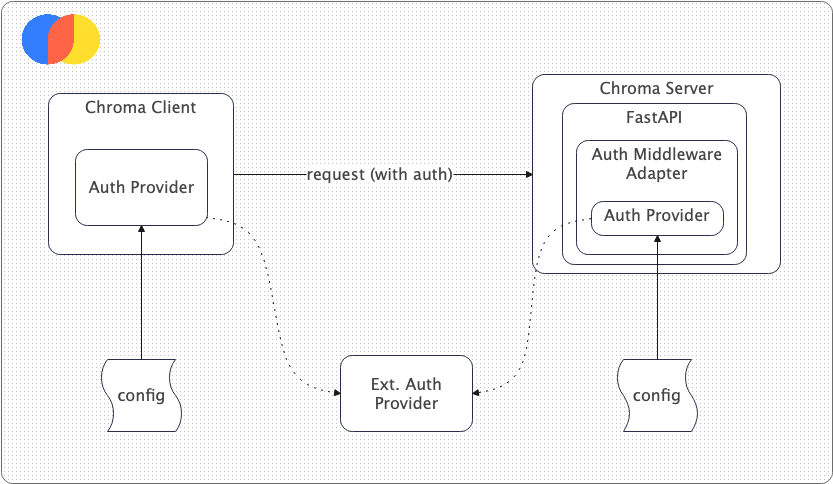 Chroma Client
Auth Provider
request (with auth)
Chroma Server
FastAPI
Auth Middleware
Adapter
Auth Provider
config
Ext. Auth
Provider
config